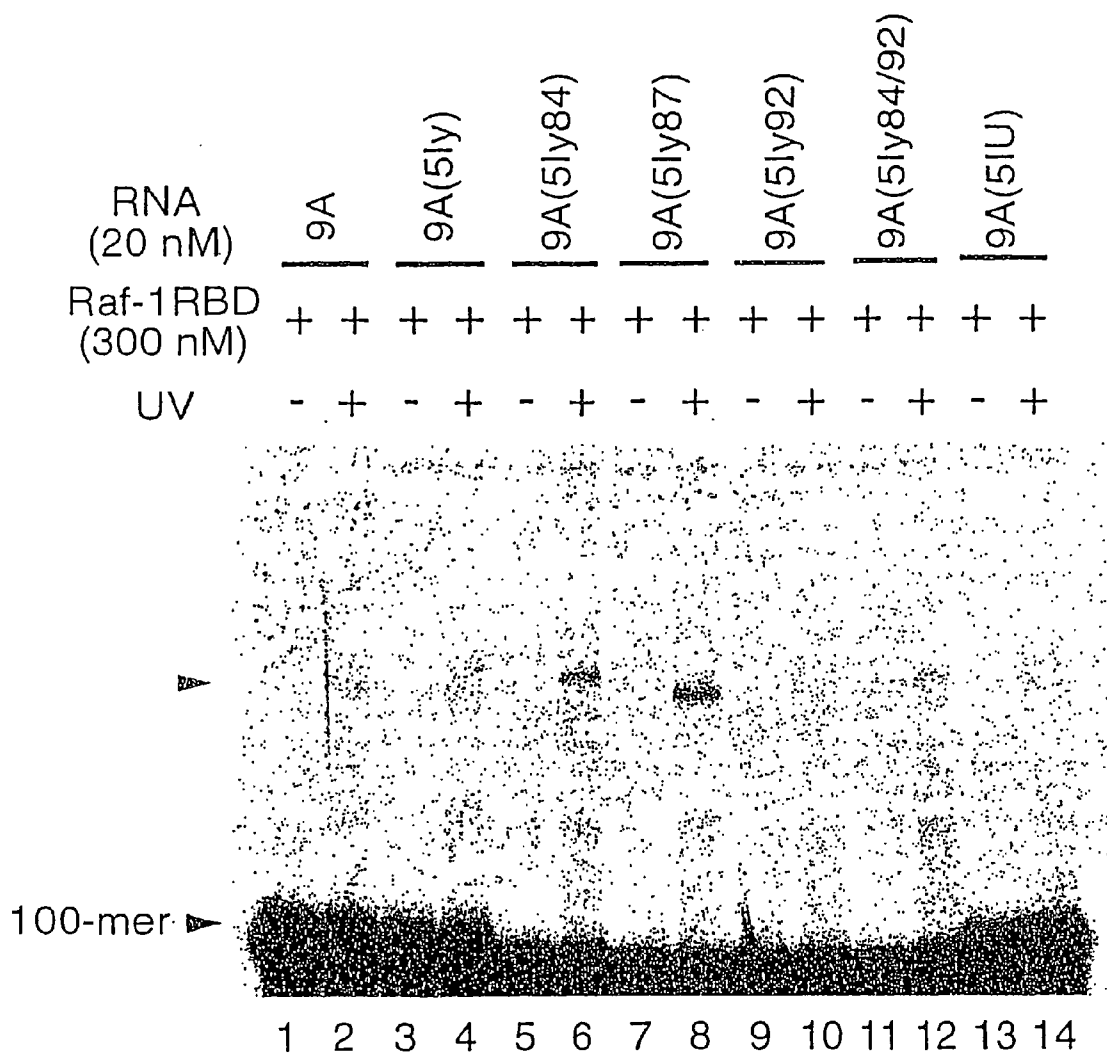 RNA
(20 nM)
9A
9A(5Iy)
9A(5Iy84)
9A(5Iy87)
9A(5Iy92)
9A(5Iy84/92)
9A(5IU)
Raf-1RBD
(300 nM)
+ + + + + + + + + + + + + +
UV
- + - + - + - + - + - + - +
100-mer
1 2 3 4 5 6 7 8 9 10 11 12 13 14